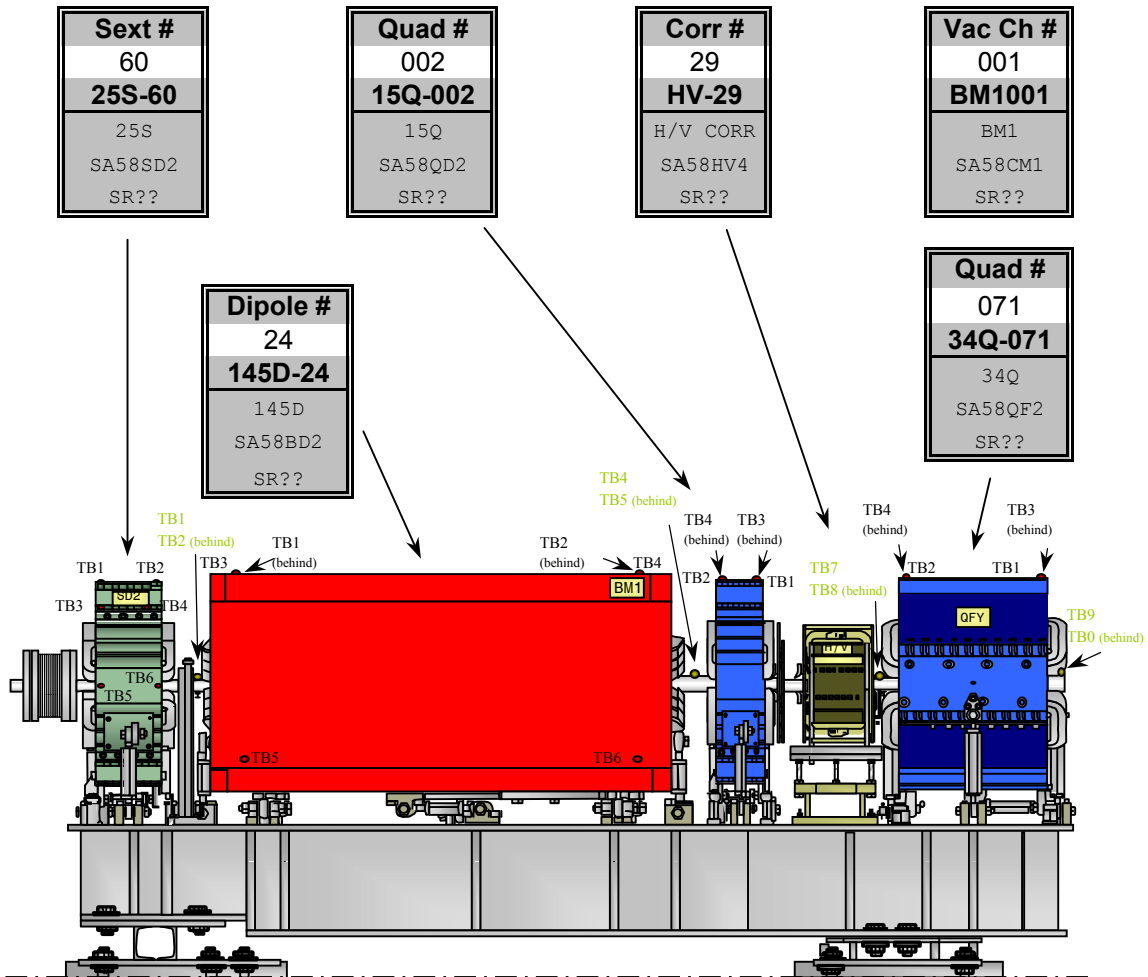 Sext #
60
25S-60
25S
SA58SD2
SR??
Quad #
002
15Q-002
15Q
SA58QD2
SR??
Corr #
29
HV-29
H/V CORR
SA58HV4
SR??
Vac Ch #
001
BM1001
BM1
SA58CM1
SR??
Dipole #
24
145D-24
145D
SA58BD2
SR??
Quad #
071
34Q-071
34Q
SA58QF2
SR??
TB1
TB2 (behind)
TB4
TB5 (behind)
TB1
TB2
TB3
TB4
SD2
TB6
TB5
TB3
TB1
(behind)
TB2
(behind)
TB4
BM1
TB5
TB6
TB4
(behind)
TB3
(behind)
TB2
TB1
TB7
TB8 (behind)
H/V
TB4
(behind)
TB3
(behind)
TB2
TB1
QFY
TB9
TB0 (behind)